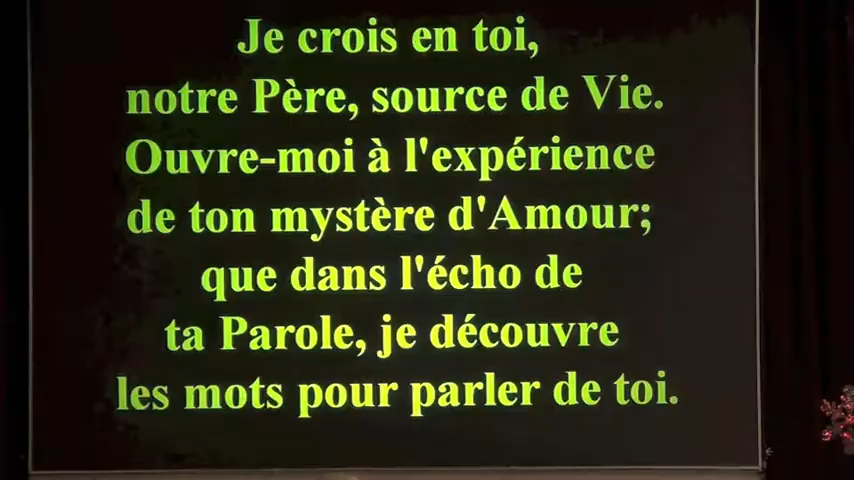 Je crois en toi,
notre Père, source de Vie.
Ouvre-moi à l'expérience
de ton mystère d'Amour;
que dans l'écho de
ta Parole, je découvre
les mots pour parler de toi.